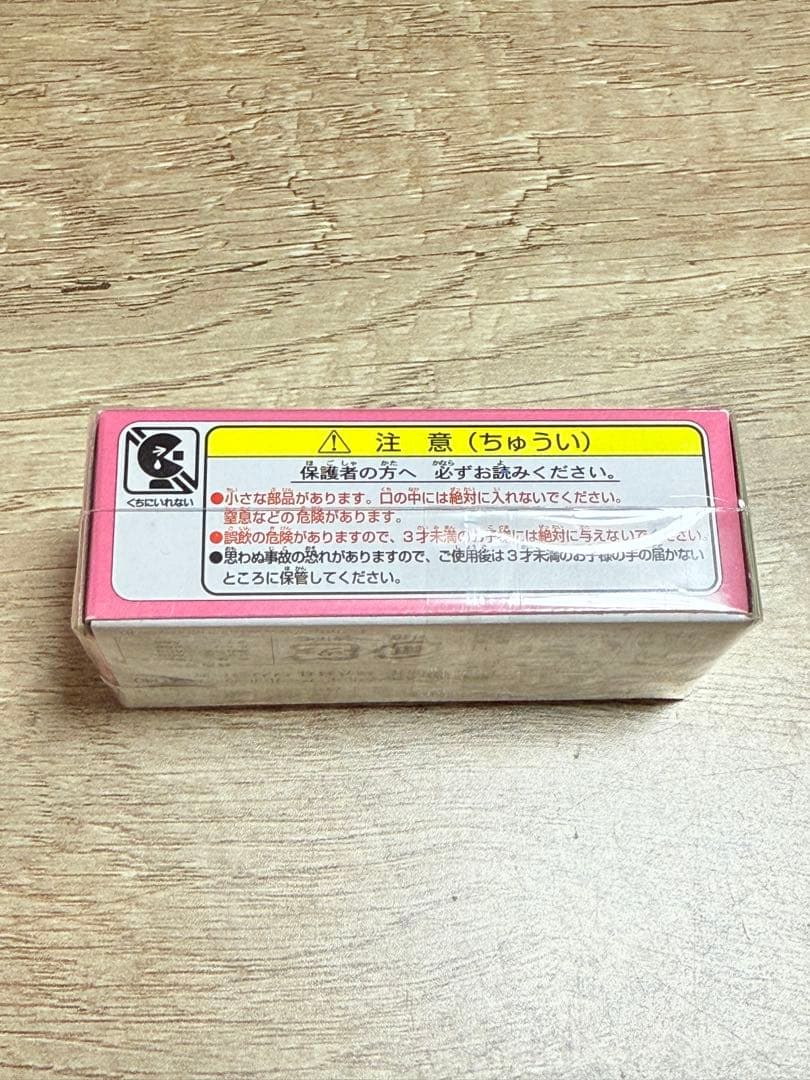 くちにいれない
注 意（ちゅうい）
保護者の方へ 必ずお読みください。
●小さな部品があります。口の中には絶対に入れないでください。
窒息などの危険があります。
●誤飲の危険がありますので、3才未満のお子様には絶対に与えないでください。
●思わぬ事故の恐れがありますので、ご使用後は3才未満のお子様の手の届かない
ところに保管してください。